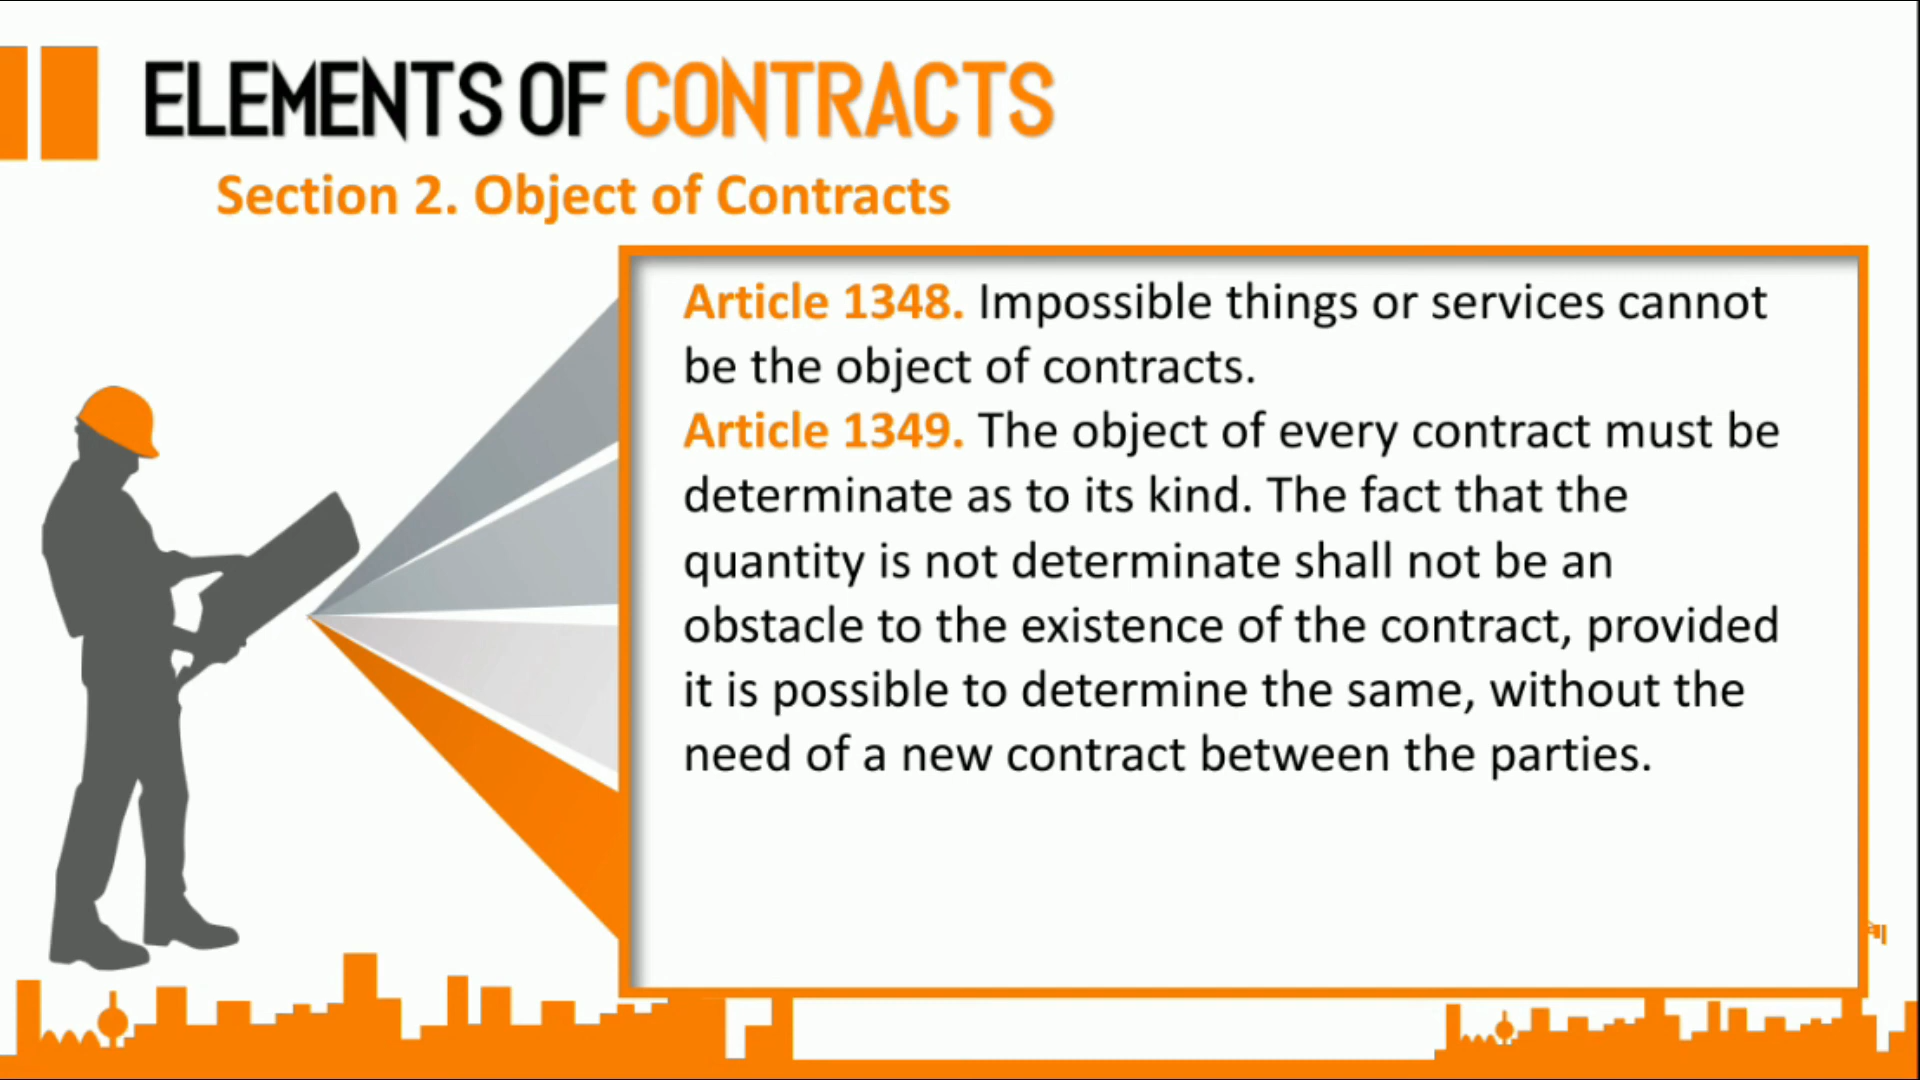 ELEMENTS OF CONTRACTS
Section 2. Object of Contracts
Article 1348. Impossible things or services cannot
be the object of contracts.
Article 1349. The object of every contract must be
determinate as to its kind. The fact that the
quantity is not determinate shall not be an
obstacle to the existence of the contract, provided
it is possible to determine the same, without the
need of a new contract between the parties.